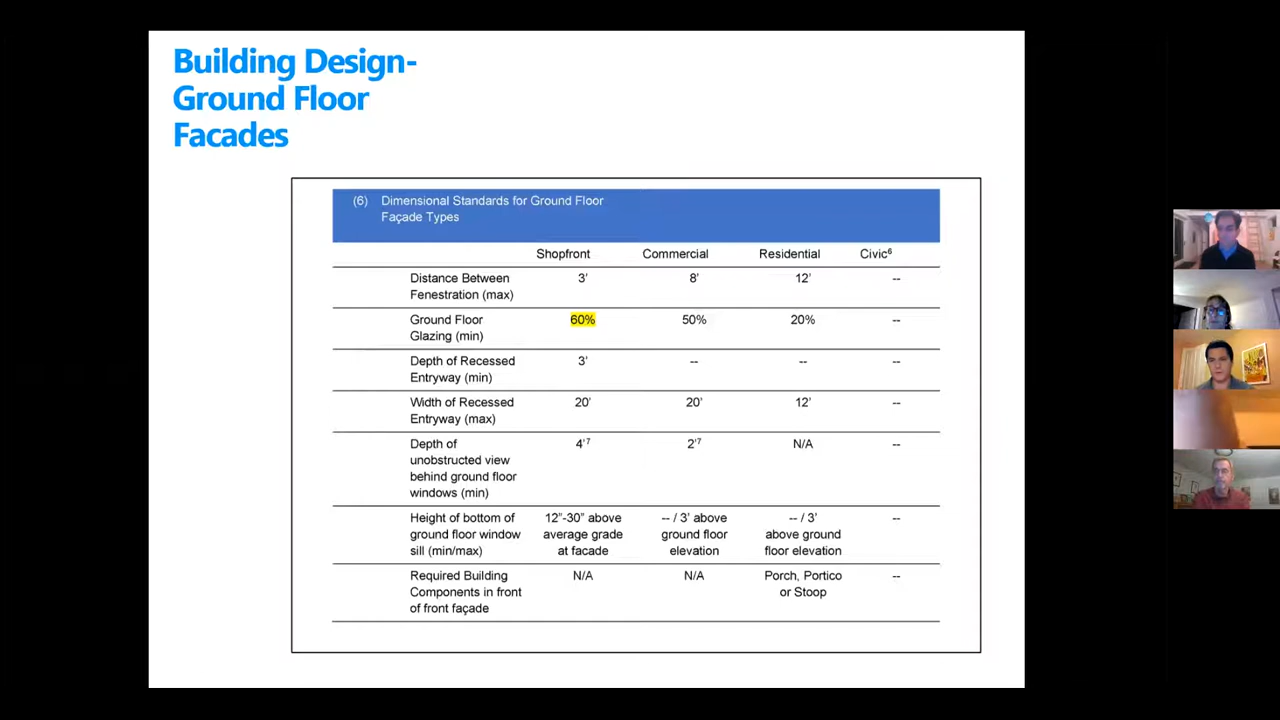 Building Design-
Ground Floor
Facades
(6) Dimensional Standards for Ground Floor
Façade Types
Shopfront Commercial Residential Civic⁶
Distance Between
Fenestration (max) 3' 8' 12' --
Ground Floor
Glazing (min) 60% 50% 20% --
Depth of Recessed
Entryway (min) 3' -- -- --
Width of Recessed
Entryway (max) 20' 20' 12' --
Depth of
unobstructed view
behind ground floor
windows (min) 4'⁷ 2'⁷ N/A --
Height of bottom of 12”-30” above -- / 3’ above -- / 3’ --
ground floor window average grade ground floor above ground
sill (min/max) at facade elevation floor elevation
Required Building N/A N/A Porch, Portico --
Components in front or Stoop
of front façade